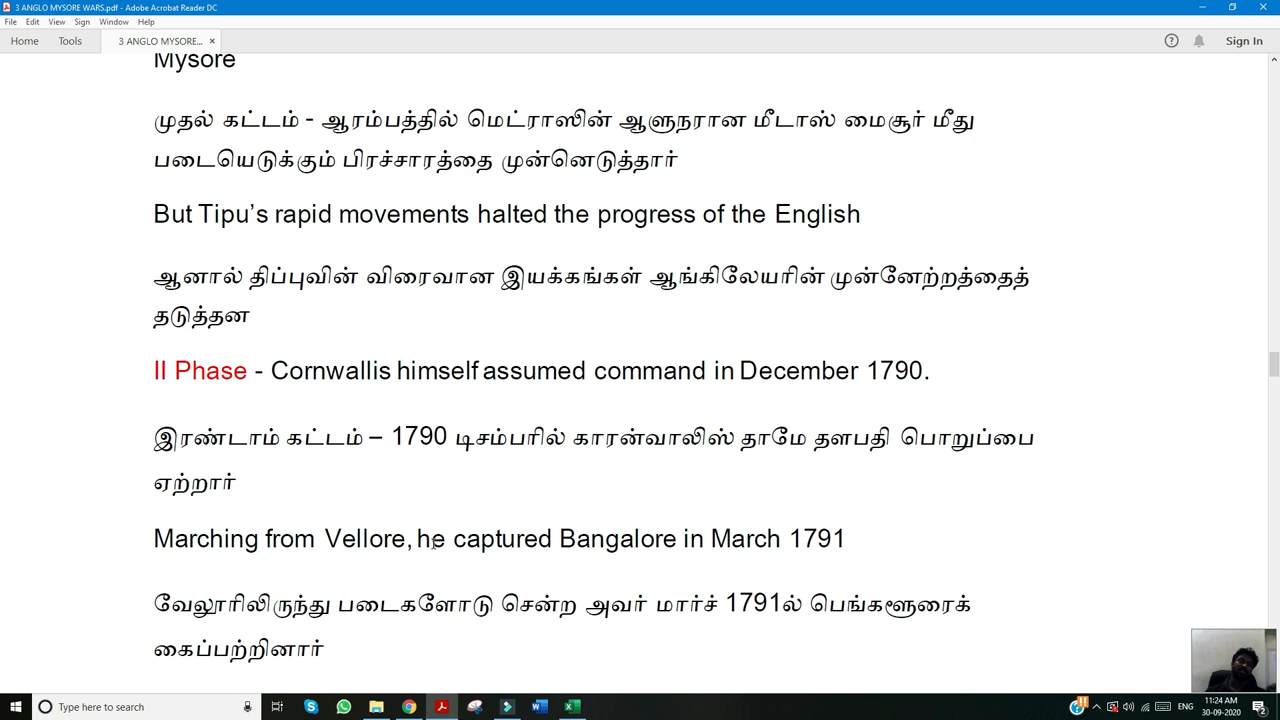 3 ANGLO MYSORE WARS.pdf - Adobe Acrobat Reader DC
File Edit View Sign Window Help
Home Tools 3 ANGLO MYSORE... × Sign In
Mysore
முதல் கட்டம் - ஆரம்பத்தில் மெட்ராஸின் ஆளுநரான மீடாஸ் மைசூர் மீது
படையெடுக்கும் பிரச்சாரத்தை முன்னெடுத்தார்
But Tipu’s rapid movements halted the progress of the English
ஆனால் திப்புவின் விரைவான இயக்கங்கள் ஆங்கிலேயரின் முன்னேற்றத்தைத்
தடுத்தன
II Phase - Cornwallis himself assumed command in December 1790.
இரண்டாம் கட்டம் – 1790 டிசம்பரில் காரன்வாலிஸ் தாமே தளபதி பொறுப்பை
ஏற்றார்
Marching from Vellore, he captured Bangalore in March 1791
வேலூரிலிருந்து படைகளோடு சென்ற அவர் மார்ச் 1791ல் பெங்களூரைக்
கைப்பற்றினார்
Type here to search
ENG 11:24 AM
30-09-2020 2